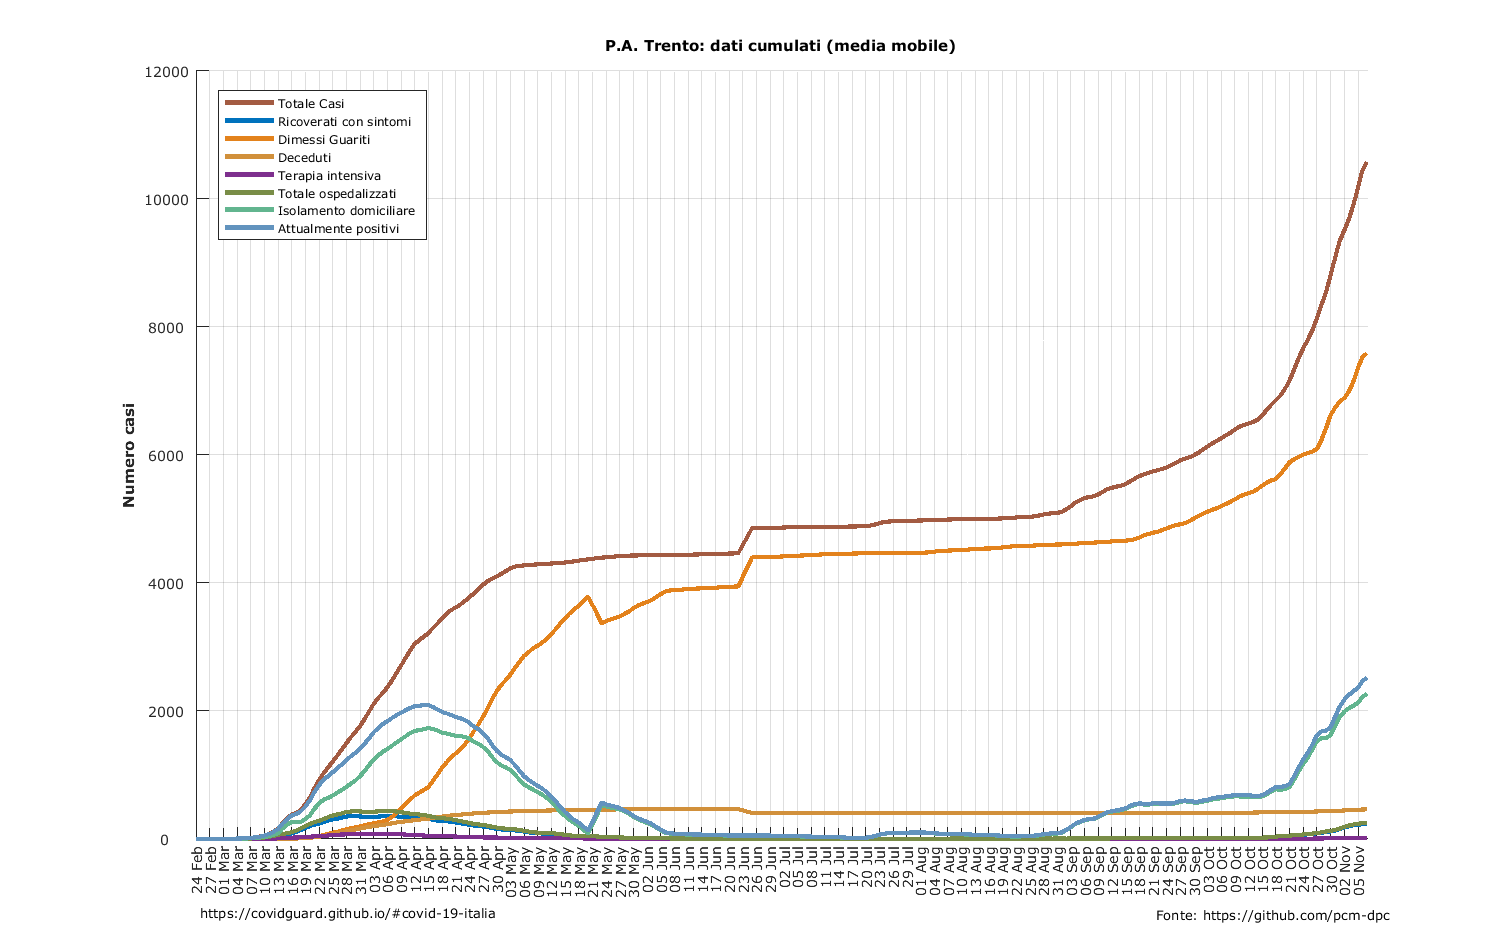 P.A. Trento: dati cumulati (media mobile)
12000
10000
8000
6000
4000
2000
0
Numero casi
Totale Casi
Ricoverati con sintomi
Dimessi Guariti
Deceduti
Terapia intensiva
Totale ospedalizzati
Isolamento domiciliare
Attualmente positivi
24 Feb
27 Feb
01 Mar
04 Mar
07 Mar
10 Mar
13 Mar
16 Mar
19 Mar
22 Mar
25 Mar
28 Mar
31 Mar
03 Apr
06 Apr
09 Apr
12 Apr
15 Apr
18 Apr
21 Apr
24 Apr
27 Apr
30 Apr
03 May
06 May
09 May
12 May
15 May
18 May
21 May
24 May
27 May
30 May
02 Jun
05 Jun
08 Jun
11 Jun
14 Jun
17 Jun
20 Jun
23 Jun
26 Jun
29 Jun
02 Jul
05 Jul
08 Jul
11 Jul
14 Jul
17 Jul
20 Jul
23 Jul
26 Jul
29 Jul
01 Aug
04 Aug
07 Aug
10 Aug
13 Aug
16 Aug
19 Aug
22 Aug
25 Aug
28 Aug
31 Aug
03 Sep
06 Sep
09 Sep
12 Sep
15 Sep
18 Sep
21 Sep
24 Sep
27 Sep
30 Sep
03 Oct
06 Oct
09 Oct
12 Oct
15 Oct
18 Oct
21 Oct
24 Oct
27 Oct
30 Oct
02 Nov
05 Nov
https://covidguard.github.io/#covid-19-italia
Fonte: https://github.com/pcm-dpc